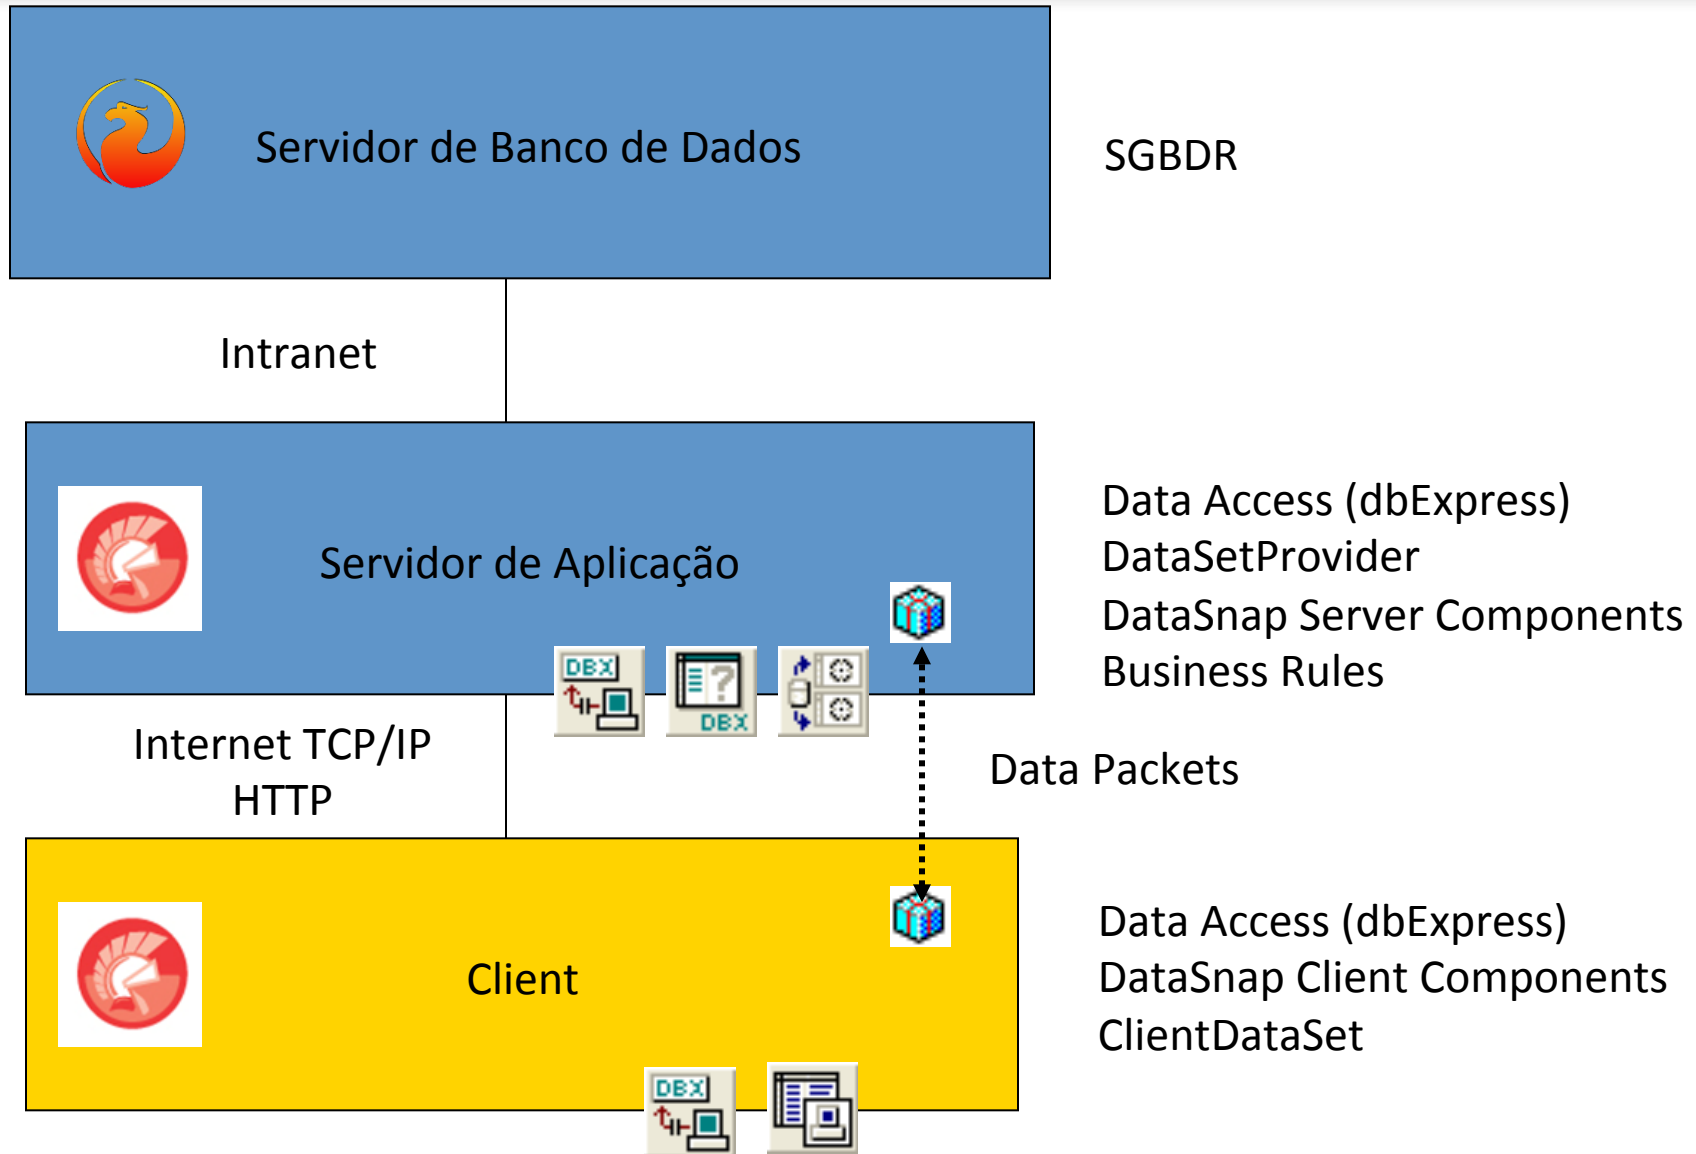 Servidor de Banco de Dados
SGBDR
Intranet
Servidor de Aplicação
Data Access (dbExpress)
DataSetProvider
DataSnap Server Components
Business Rules
DBX
?
DBX
Internet TCP/IP
HTTP
Data Packets
Client
Data Access (dbExpress)
DataSnap Client Components
ClientDataSet
DBX